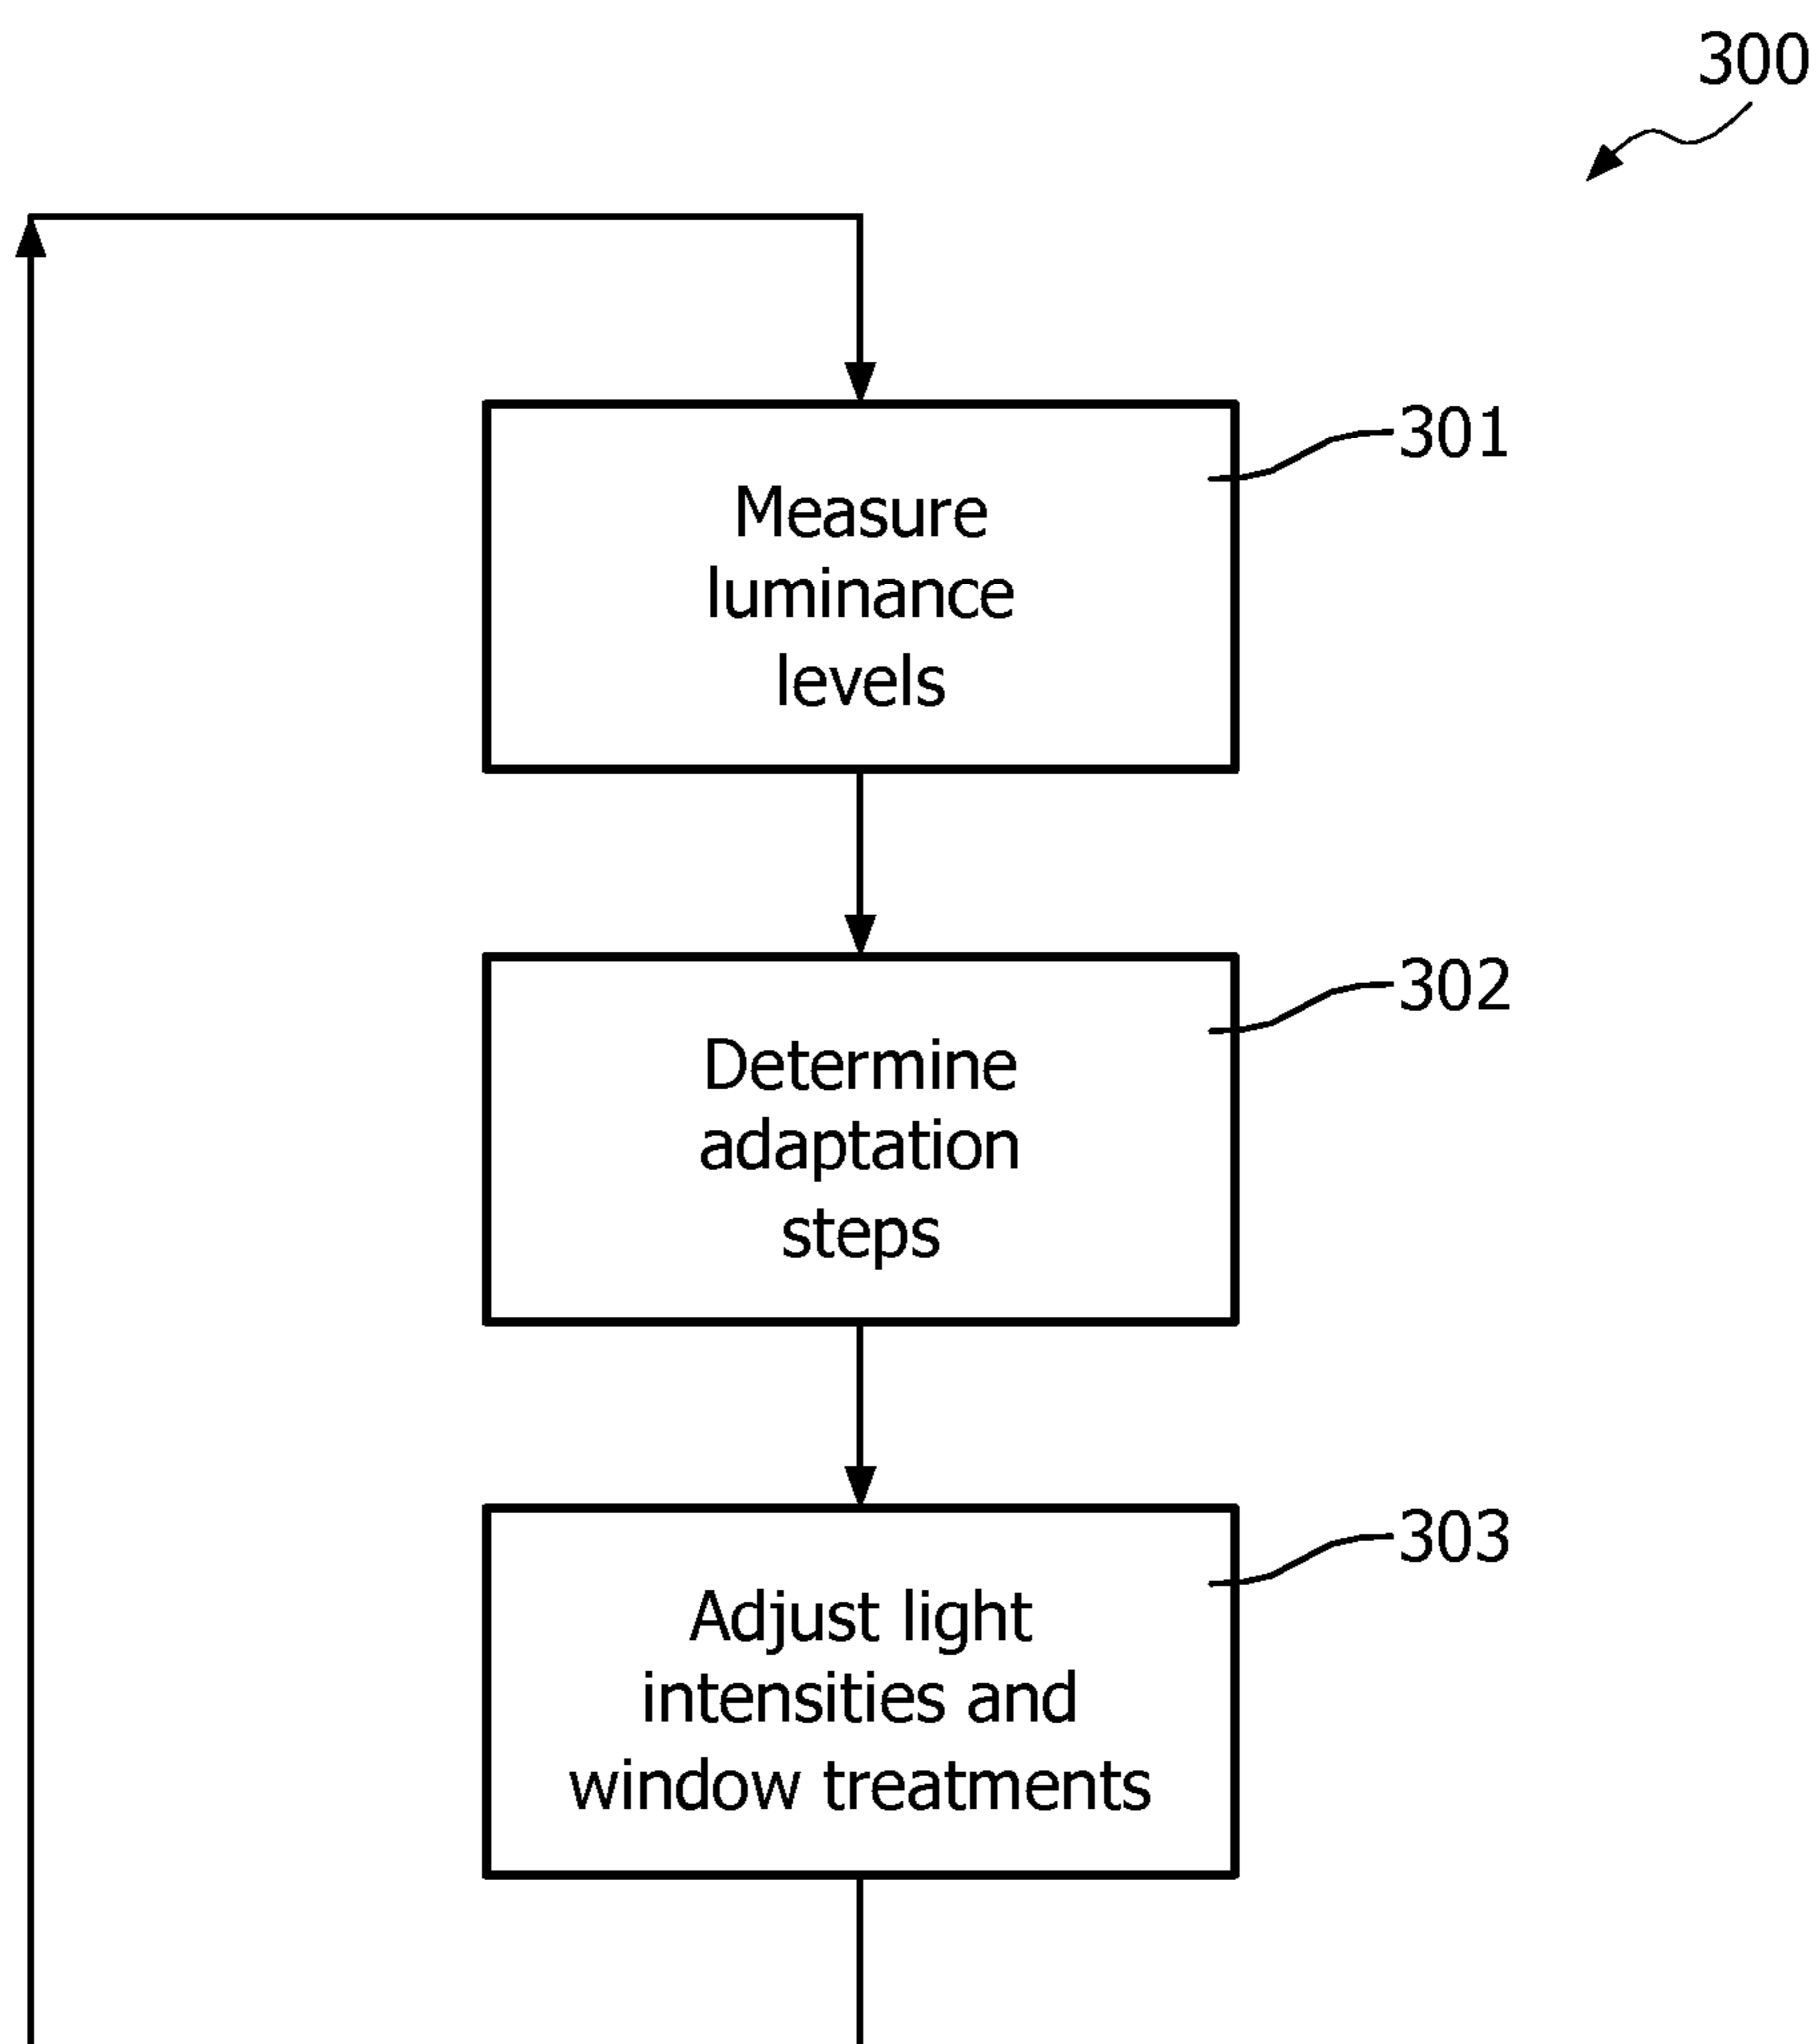 300
301
Measure
luminance
levels
302
Determine
adaptation
steps
303
Adjust light
intensities and
window treatments